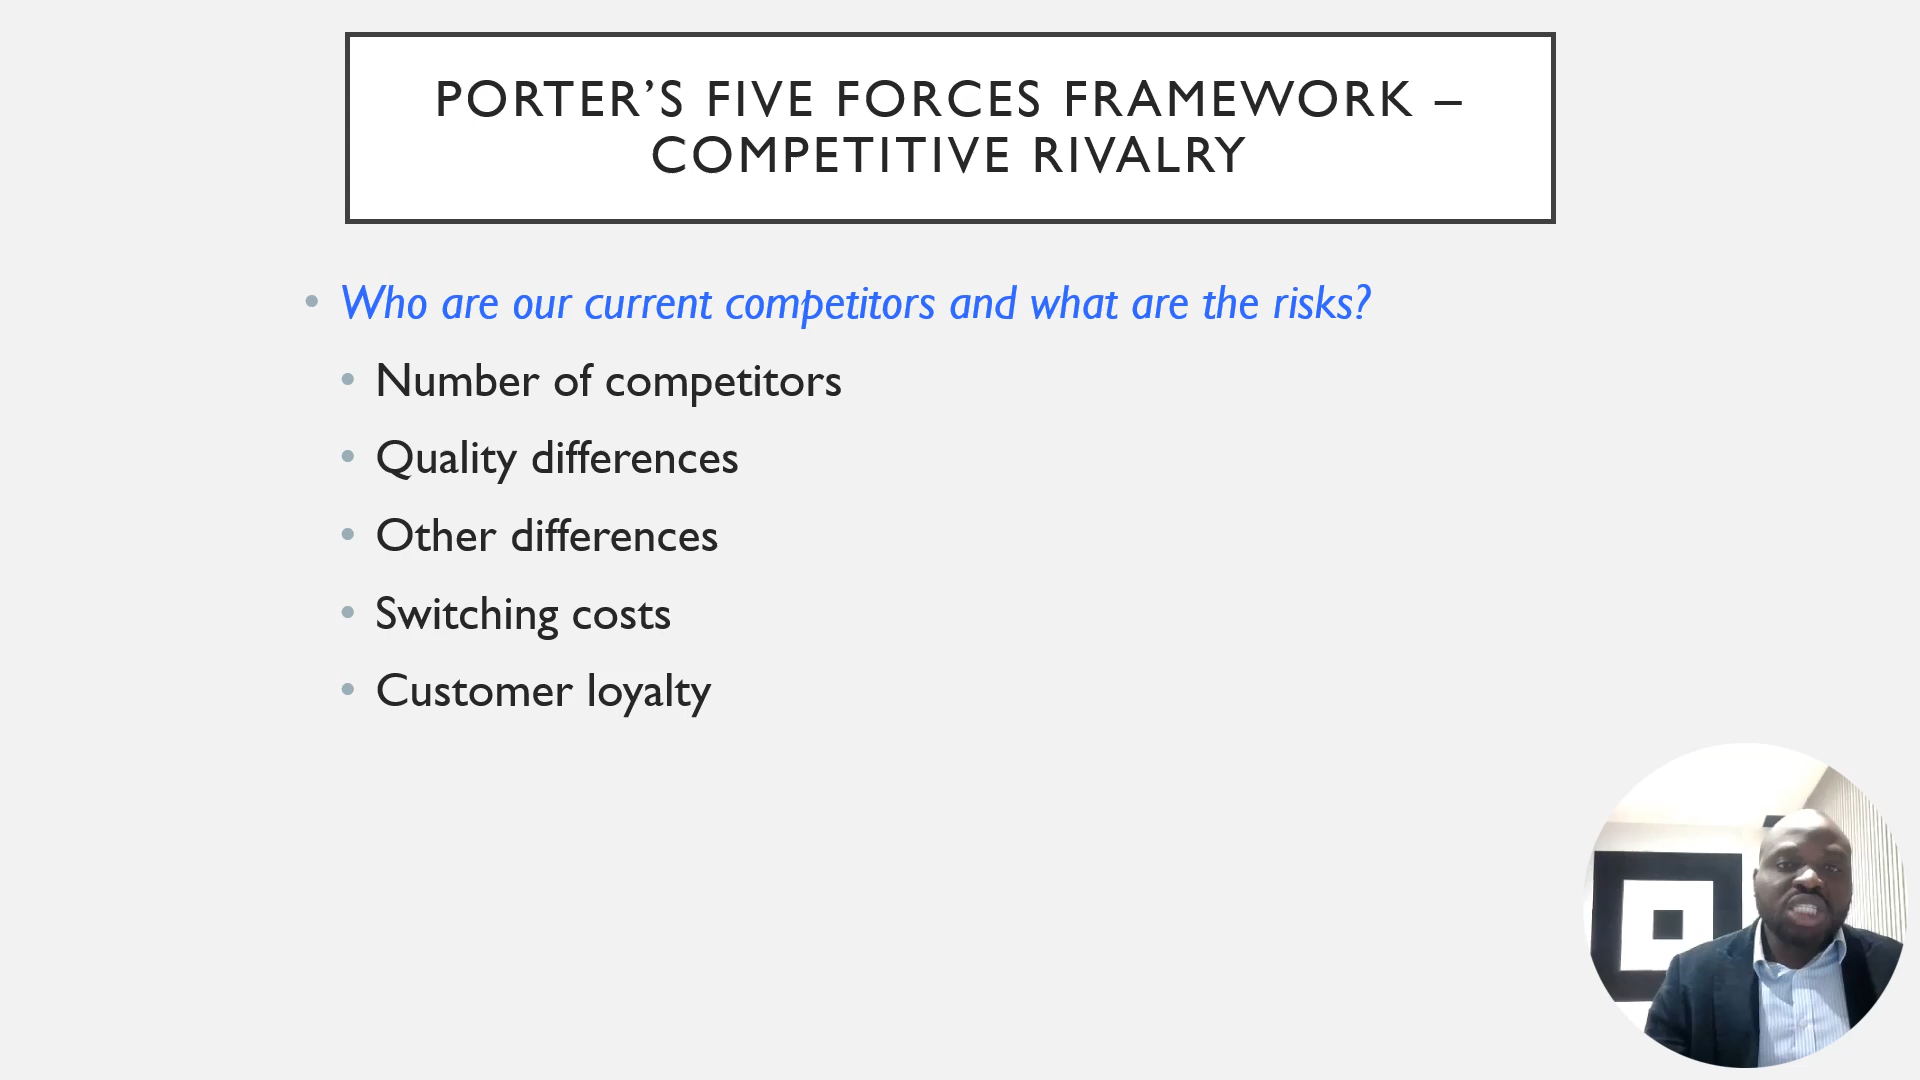 PORTER’S FIVE FORCES FRAMEWORK –
COMPETITIVE RIVALRY
• Who are our current competitors and what are the risks?
• Number of competitors
• Quality differences
• Other differences
• Switching costs
• Customer loyalty